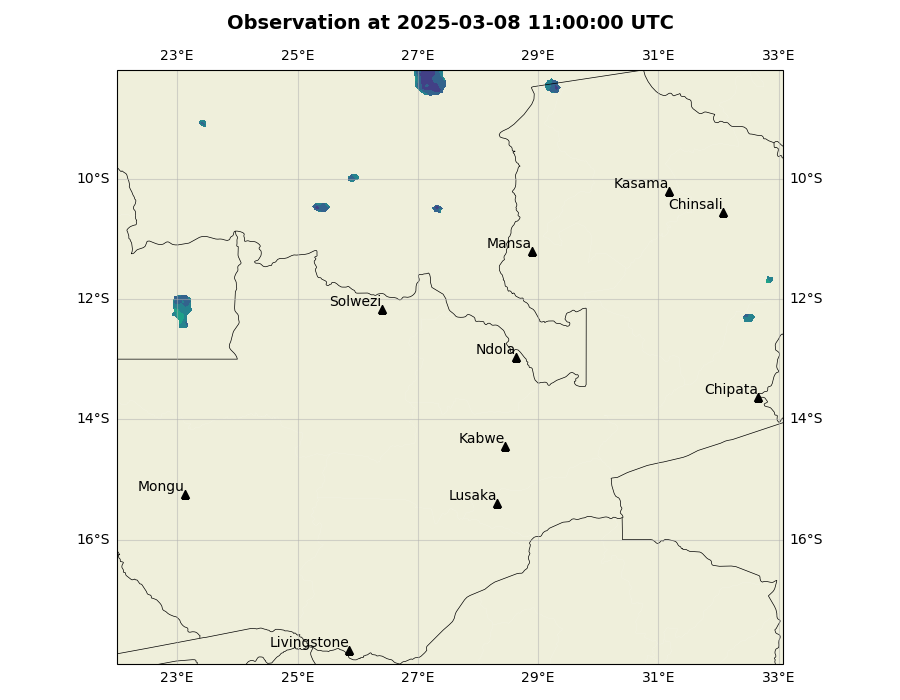 Observation at 2025-03-08 11:00:00 UTC
23°E 25°E 27°E 29°E 31°E 33°E
10°S 10°S
Kasama
Chinsali
Mansa
12°S 12°S
Solwezi
Ndola
Chipata
14°S 14°S
Kabwe
Mongu
Lusaka
16°S 16°S
Livingstone
23°E 25°E 27°E 29°E 31°E 33°E